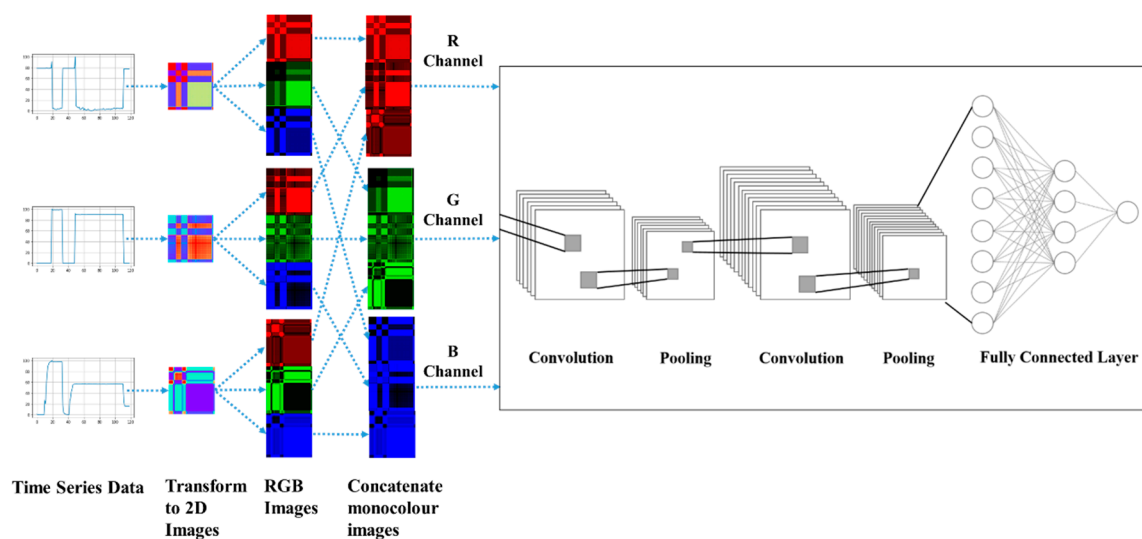 R
Channel
G
Channel
B
Channel
Convolution
Pooling
Convolution
Pooling
Fully Connected Layer
Time Series Data
Transform
to 2D
Images
RGB
Images
Concatenate
monocolour
images